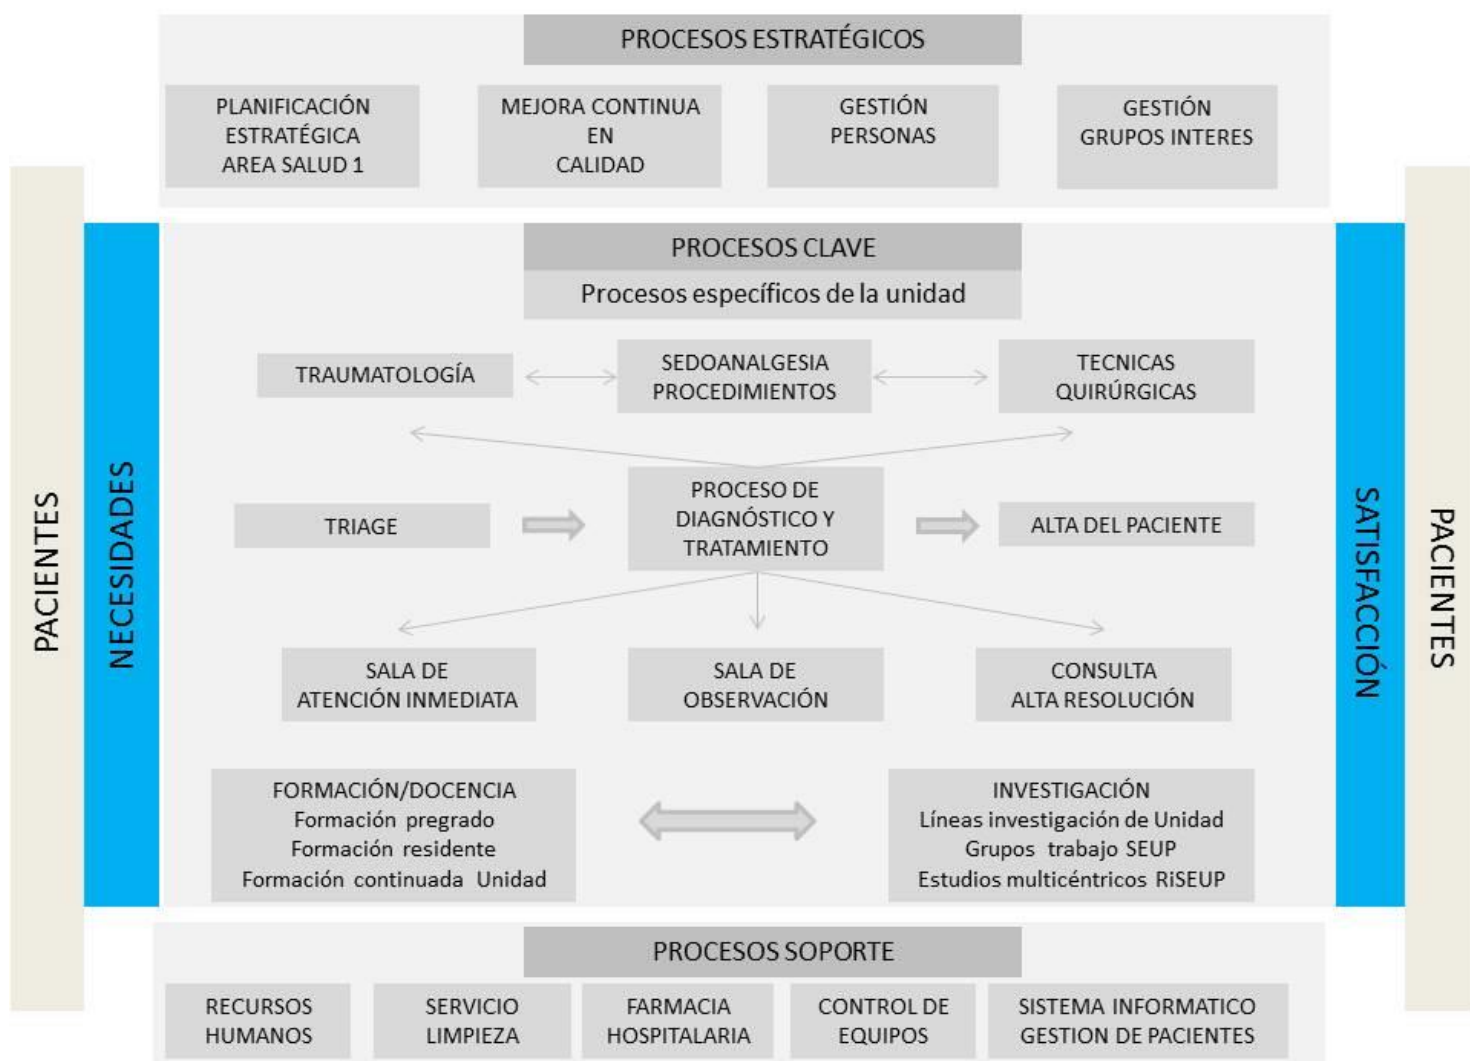 PROCESOS ESTRATÉGICOS
PLANIFICACIÓN
ESTRATÉGICA
AREA SALUD 1
MEJORA CONTINUA
EN
CALIDAD
GESTIÓN
PERSONAS
GESTIÓN
GRUPOS INTERES
PACIENTES
NECESIDADES
PROCESOS CLAVE
Procesos específicos de la unidad
TRAUMATOLOGÍA
SEDOANALGESIA
PROCEDIMIENTOS
TECNICAS
QUIRÚRGICAS
TRIAGE
PROCESO DE
DIAGNÓSTICO Y
TRATAMIENTO
ALTA DEL PACIENTE
SALA DE
ATENCIÓN INMEDIATA
SALA DE
OBSERVACIÓN
CONSULTA
ALTA RESOLUCIÓN
FORMACIÓN/DOCENCIA
Formación pregrado
Formación residente
Formación continuada Unidad
INVESTIGACIÓN
Líneas investigación de Unidad
Grupos trabajo SEUP
Estudios multicéntricos RiSEUP
SATISFACCIÓN
PACIENTES
PROCESOS SOPORTE
RECURSOS
HUMANOS
SERVICIO
LIMPIEZA
FARMACIA
HOSPITALARIA
CONTROL DE
EQUIPOS
SISTEMA INFORMATICO
GESTION DE PACIENTES